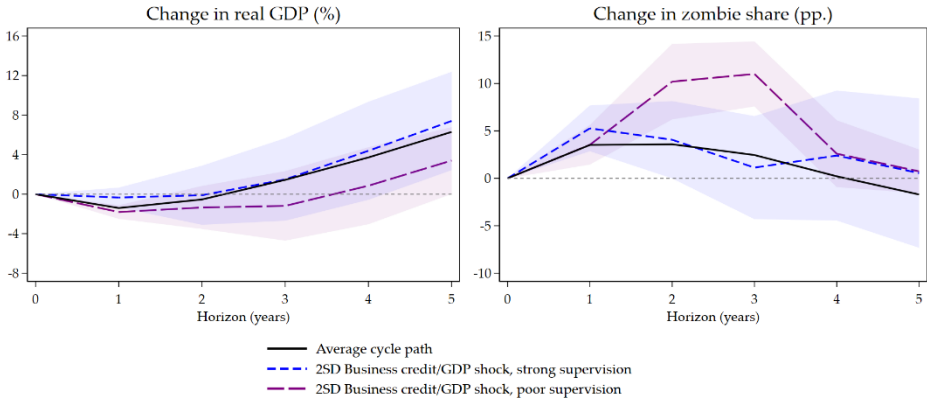 Change in real GDP (%)
16
12
8
4
0
-4
-8
0 1 2 3 4 5
Horizon (years)
Change in zombie share (pp.)
15
10
5
0
-5
-10
0 1 2 3 4 5
Horizon (years)
Average cycle path
2SD Business credit/GDP shock, strong supervision
2SD Business credit/GDP shock, poor supervision